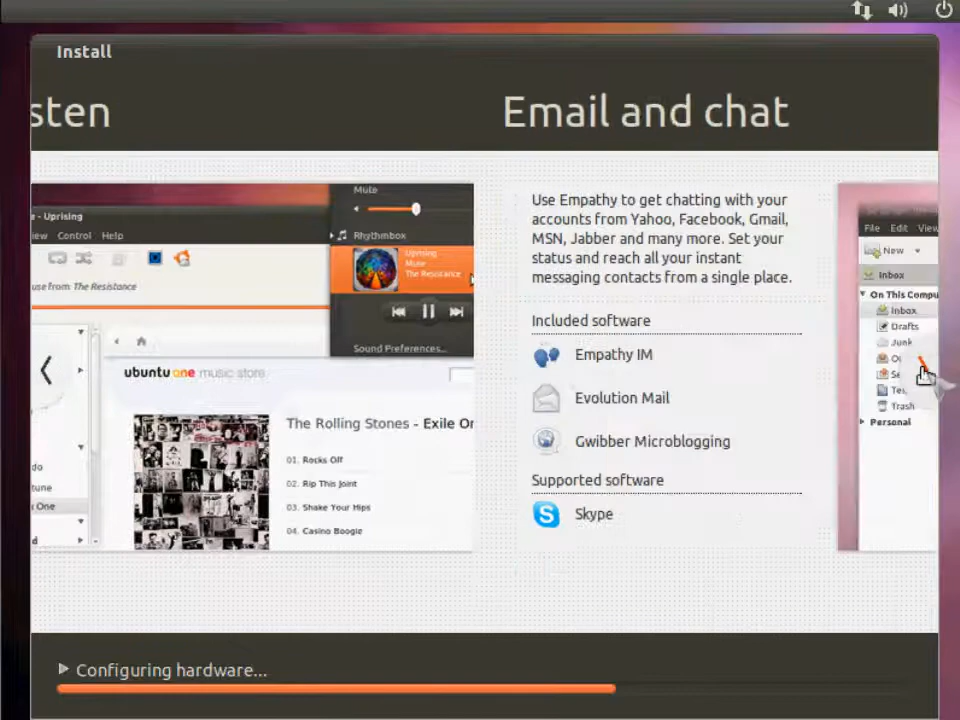 Install
sten
Email and chat
Mute
e - Uprising
Rhythmbox
iew Control Help
Uprising
Mute
The Resistance
use from The Resistance
Sound Preferences...
ubuntu one music store
The Rolling Stones - Exile On
01. Rocks Off
02. Rip This Joint
03. Shake Your Hips
04. Casino Boogie
do
tune
One
d
Use Empathy to get chatting with your
accounts from Yahoo, Facebook, Gmail,
MSN, Jabber and many more. Set your
status and reach all your instant
messaging contacts from a single place.
Included software
Empathy IM
Evolution Mail
Gwibber Microblogging
Supported software
Skype
File Edit View
New
Inbox
On This Compu
Inbox
Drafts
Junk
Trash
Personal
Configuring hardware...